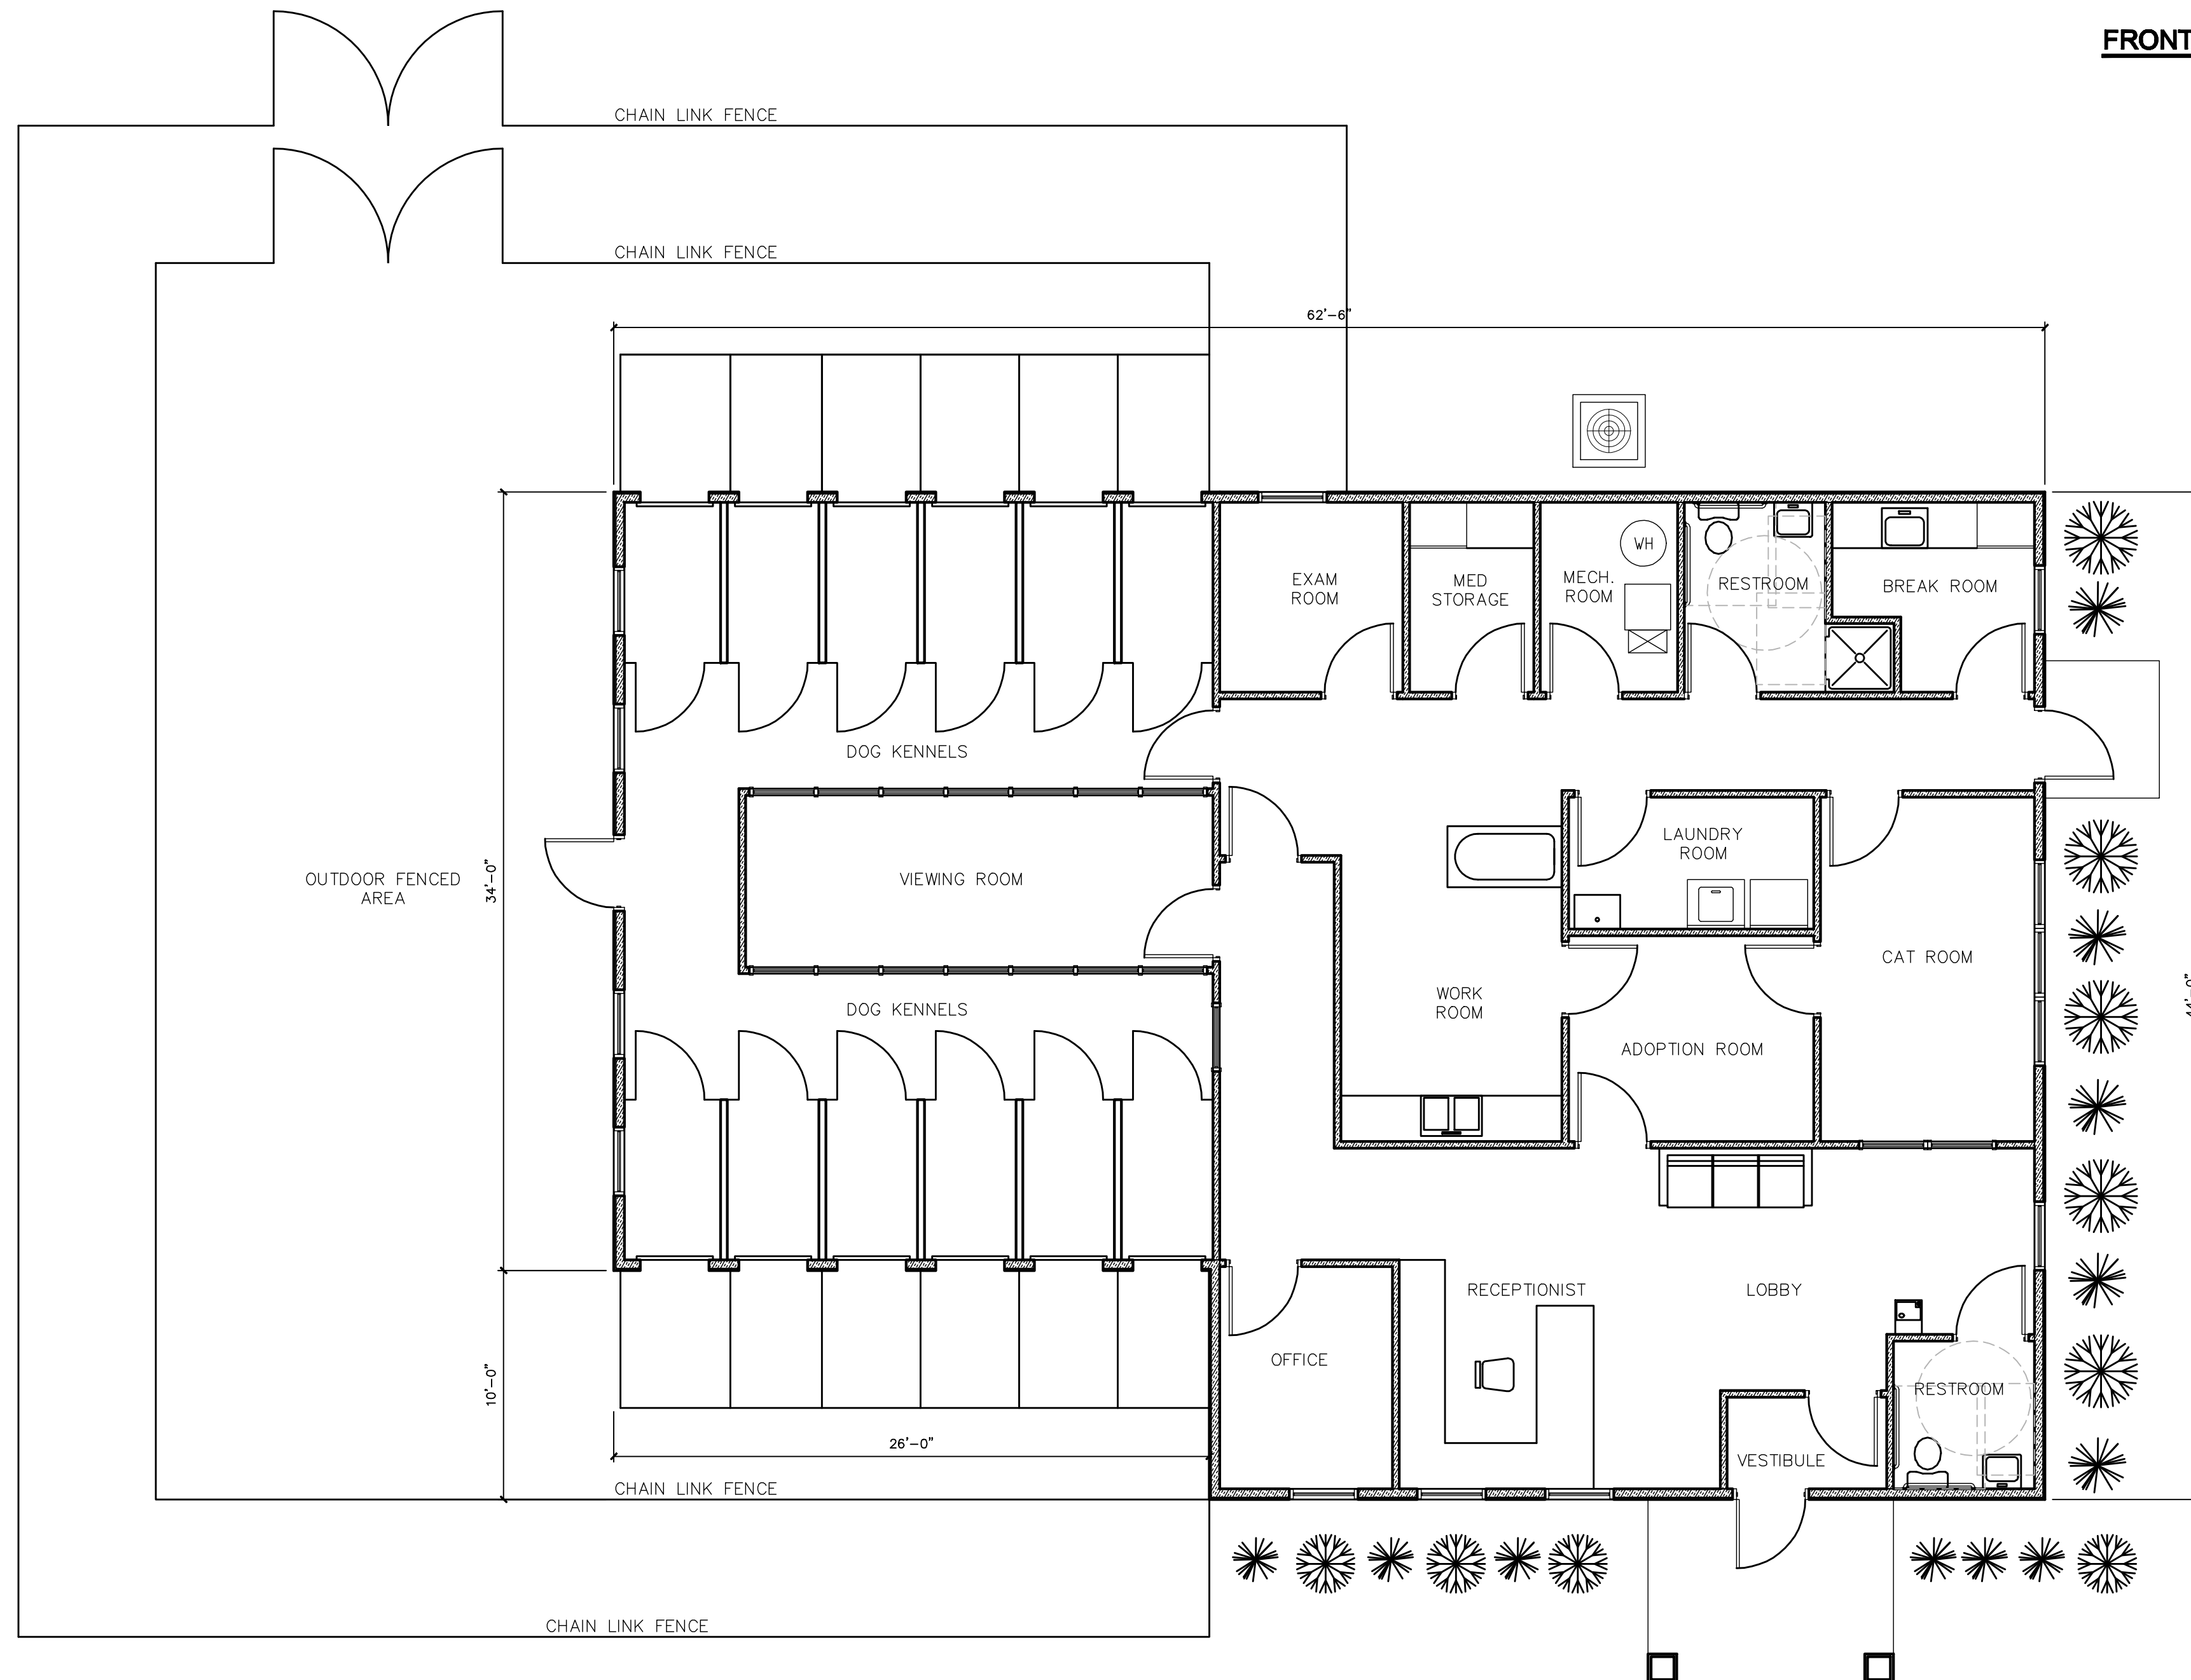 FRONT
CHAIN LINK FENCE
CHAIN LINK FENCE
62'-6"
WH
EXAM
ROOM
MED
STORAGE
MECH.
ROOM
RESTROOM
BREAK ROOM
DOG KENNELS
LAUNDRY
ROOM
OUTDOOR FENCED
AREA
34'-0"
VIEWING ROOM
CAT ROOM
WORK
ROOM
44'-0"
DOG KENNELS
ADOPTION ROOM
RECEPTIONIST
LOBBY
OFFICE
10'-0"
RESTROOM
26'-0"
VESTIBULE
CHAIN LINK FENCE
CHAIN LINK FENCE